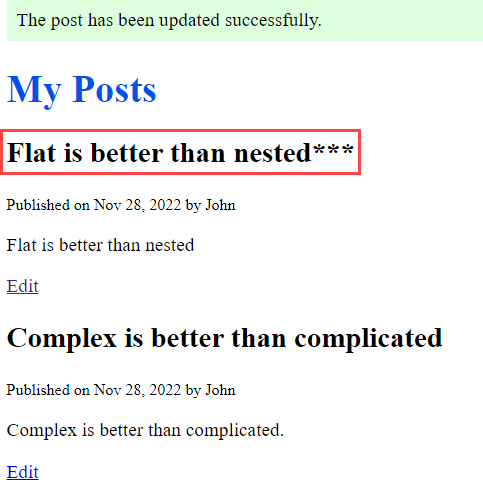 The post has been updated successfully.
My Posts
Flat is better than nested***
Published on Nov 28, 2022 by John
Flat is better than nested
Edit
Complex is better than complicated
Published on Nov 28, 2022 by John
Complex is better than complicated.
Edit